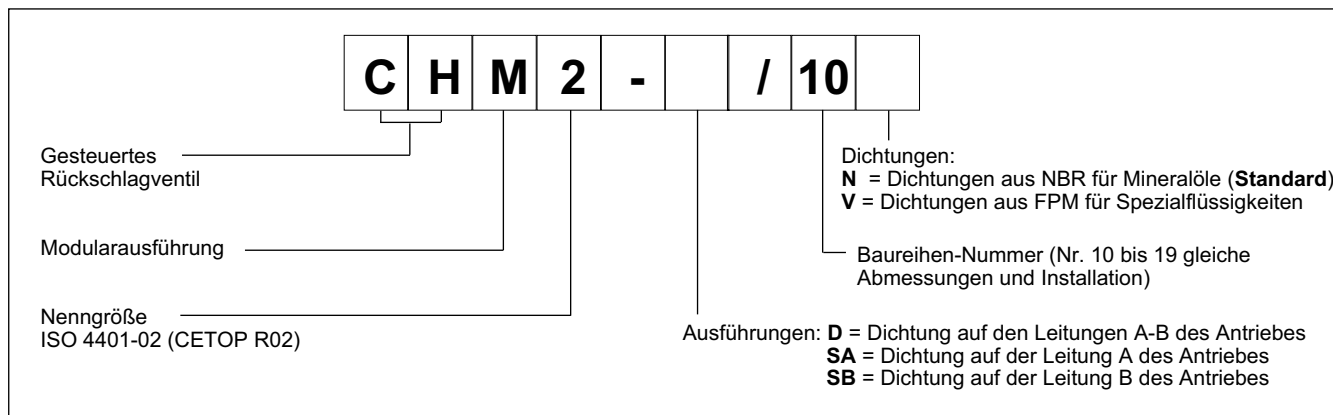 C H M 2 - / 10
Gesteuertes
Rückschlagventil
Modularausführung
Nenngröße
ISO 4401-02 (CETOP R02)
Dichtungen:
N = Dichtungen aus NBR für Mineralöle (Standard)
V = Dichtungen aus FPM für Spezialflüssigkeiten
Baureihen-Nummer (Nr. 10 bis 19 gleiche
Abmessungen und Installation)
Ausführungen: D = Dichtung auf den Leitungen A-B des Antriebes
SA = Dichtung auf der Leitung A des Antriebes
SB = Dichtung auf der Leitung B des Antriebes